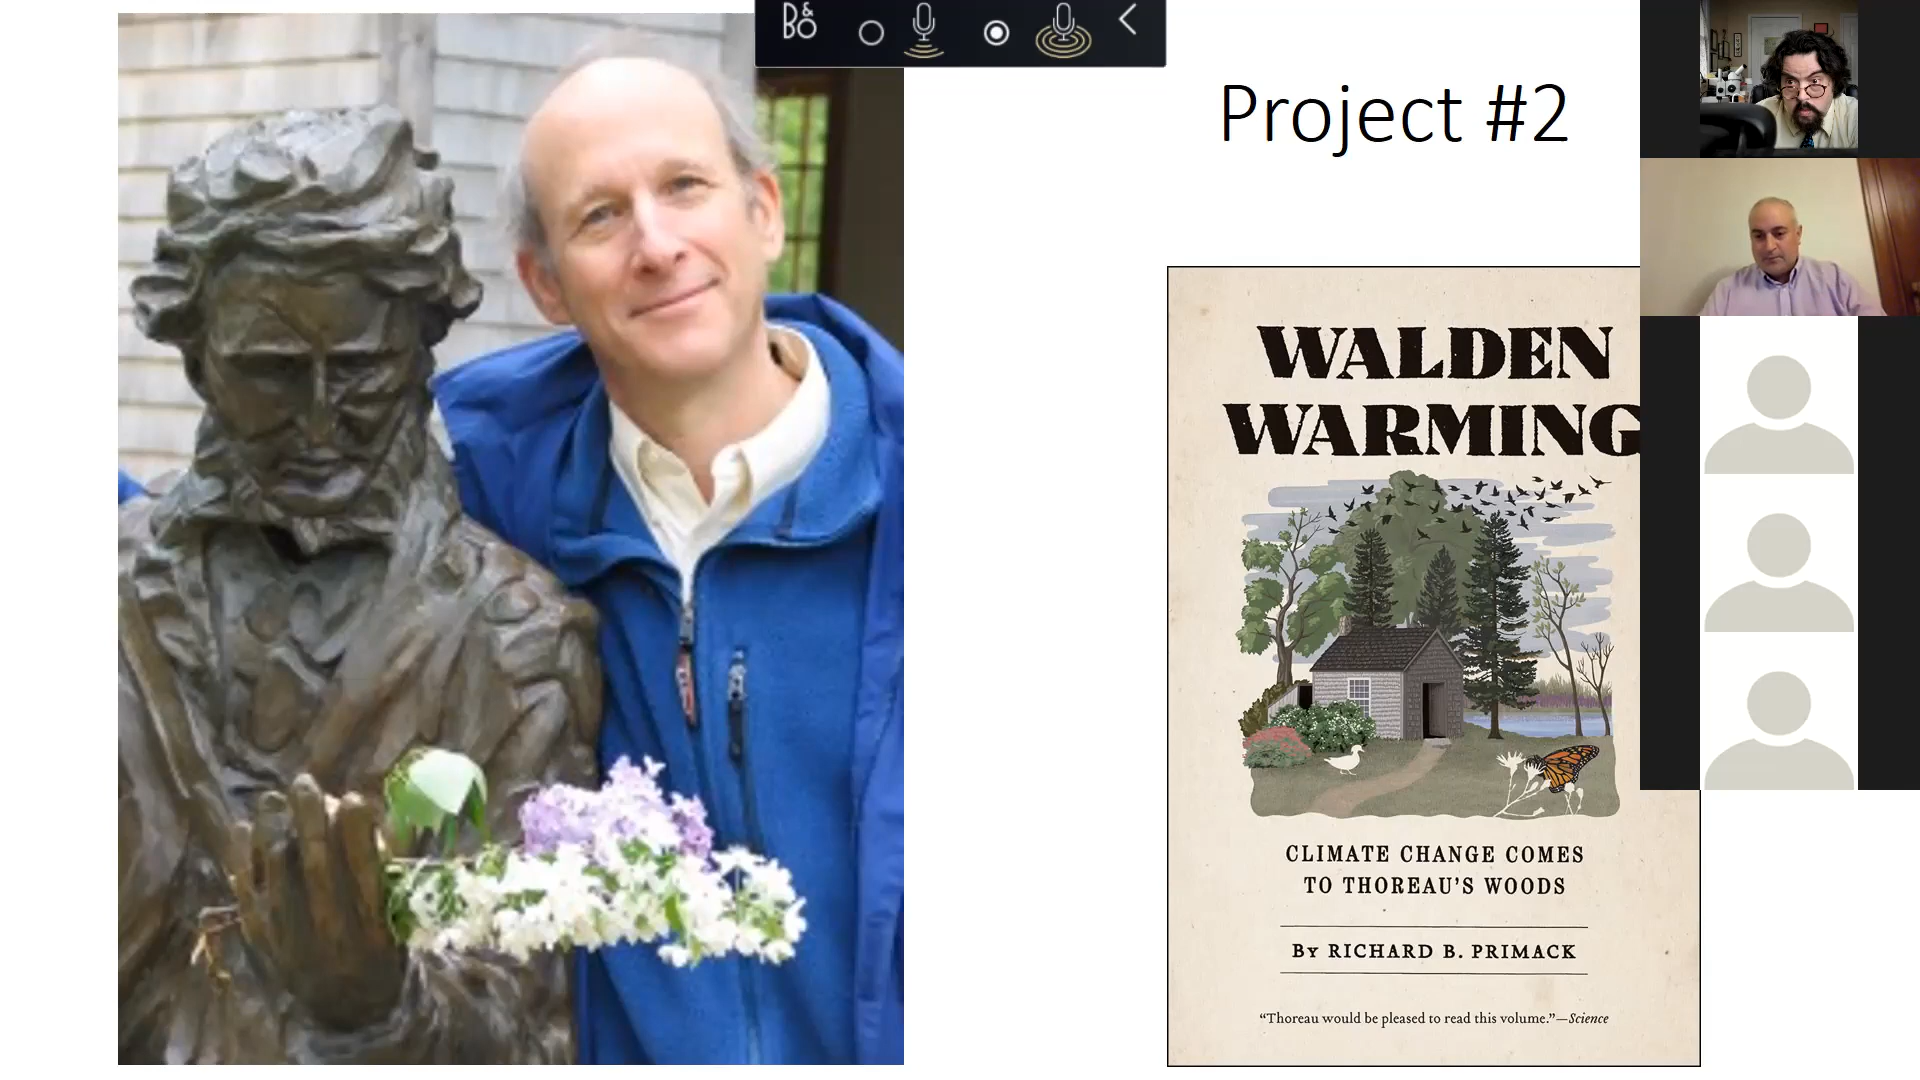 B&O
Project #2
WALDEN
WARMING
CLIMATE CHANGE COMES
TO THOREAU'S WOODS
BY RICHARD B. PRIMACK
“Thoreau would be pleased to read this volume.”—Science